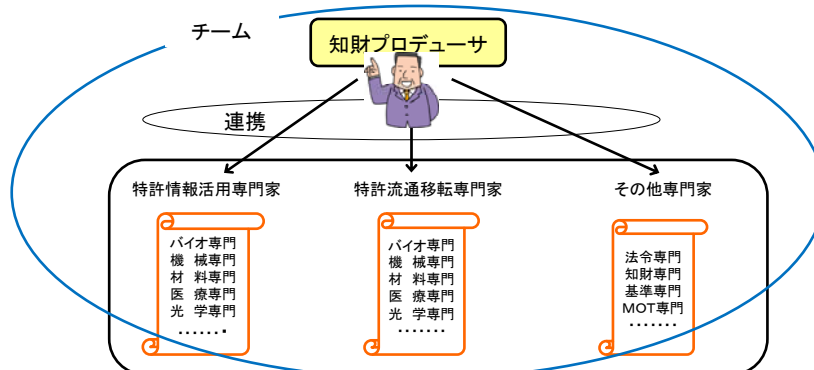 チーム
知財プロデューサ
連携
特許情報活用専門家
特許流通移転専門家
その他専門家
バイオ専門
機 械専門
材 料専門
医 療専門
光 学専門
・・・・・・・
バイオ専門
機 械専門
材 料専門
医 療専門
光 学専門
・・・・・・・
法令専門
知財専門
基準専門
MOT専門
・・・・・・・